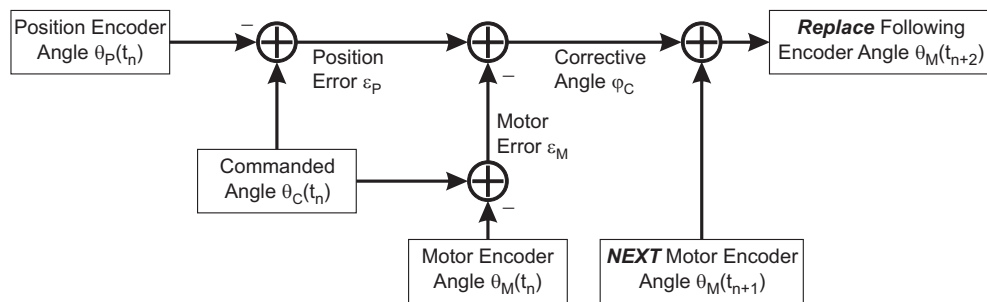 Position Encoder
Angle θP(tn)
−
Position
Error εP
−
Corrective
Angle φC
Replace Following
Encoder Angle θM(tn+2)
Motor
Error εM
Commanded
Angle θC(tn)
−
Motor Encoder
Angle θM(tn)
NEXT Motor Encoder
Angle θM(tn+1)